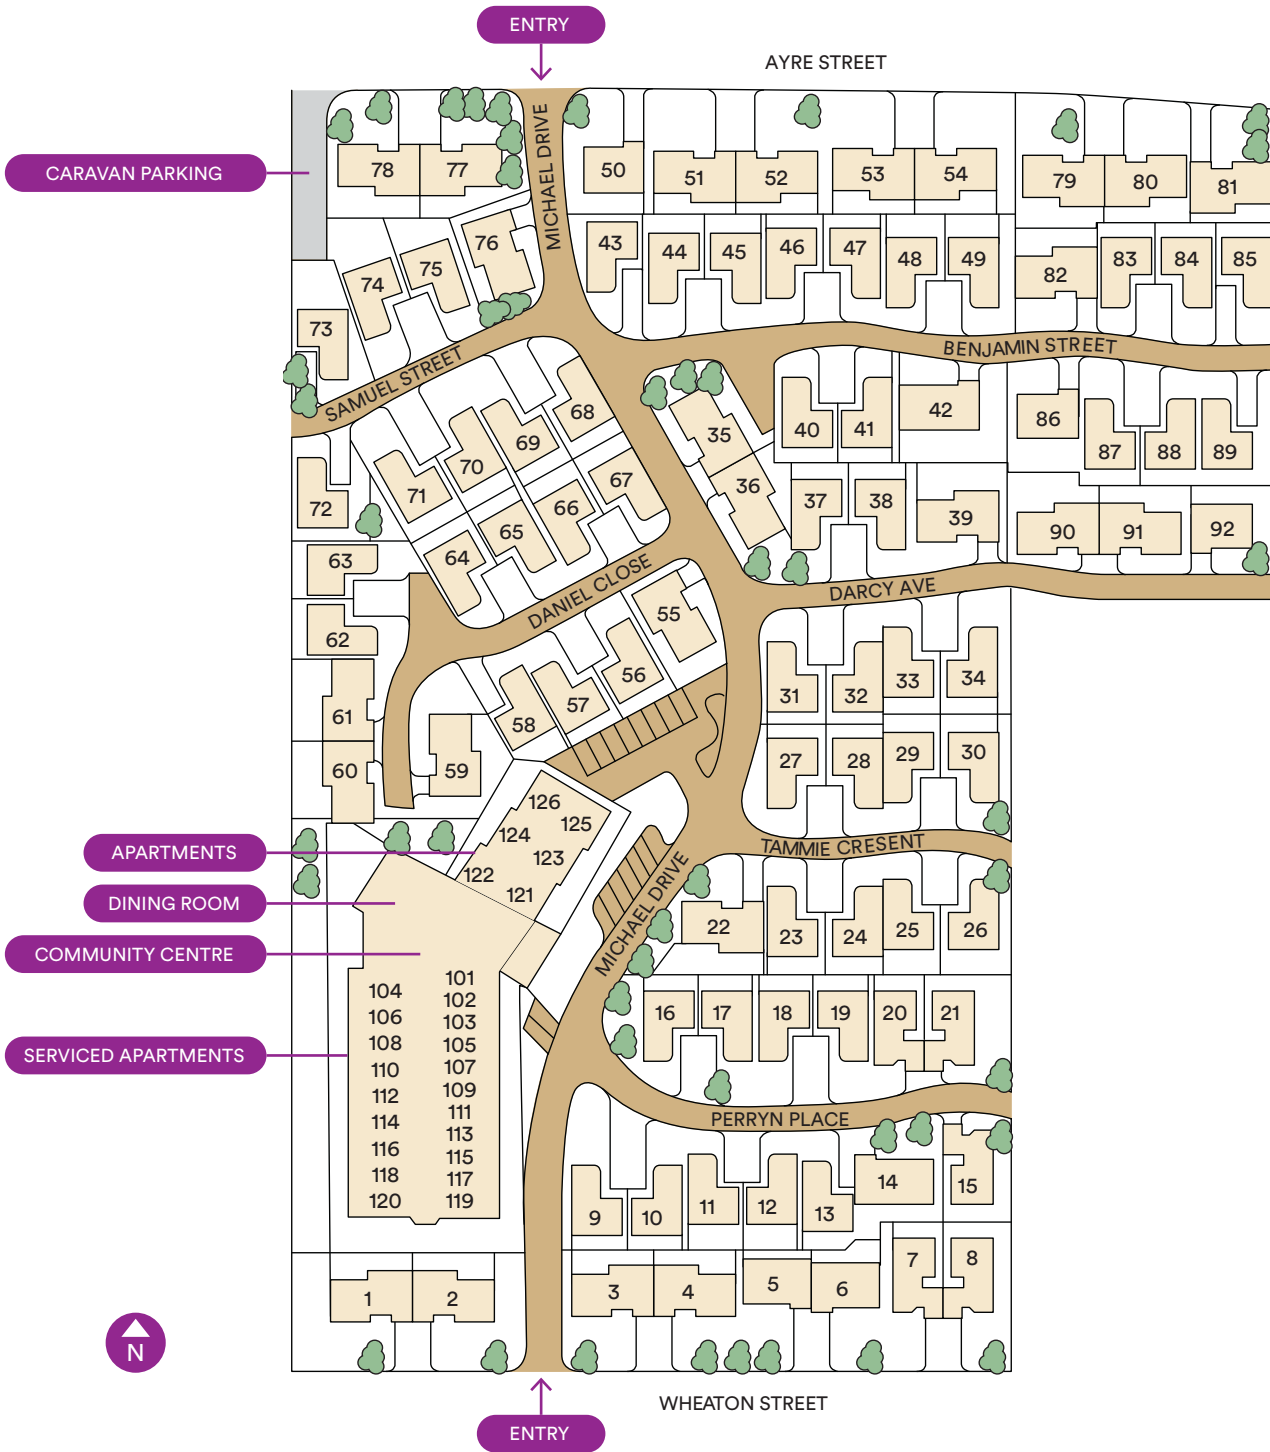 ENTRY
AYRE STREET
MICHAEL DRIVE
CARAVAN PARKING
78 77 50 51 52 53 54 79 80 81
76 75 74 73 43 44 45 46 47 48 49 82 83 84 85
SAMUEL STREET
BENJAMIN STREET
68 69 70 71 72 67 66 65 64 35 36 40 41 42 86 87 88 89
37 38 39 90 91 92
63 62 61 60
DANIEL CLOSE
DARCY AVE
55 56 57 58 59
31 32 33 34
27 28 29 30
126
125
124
123
122
121
APARTMENTS
TAMMIE CRESENT
DINING ROOM
MICHAEL DRIVE
COMMUNITY CENTRE
22 23 24 25 26
16 17 18 19 20 21
101
104
102
106
103
108
105
SERVICED APARTMENTS
110
107
112
109
114
111
116
113
118
115
120
117
119
PERRYN PLACE
9 10 11 12 13 14 15
1 2 3 4 5 6 7 8
N
WHEATON STREET
ENTRY